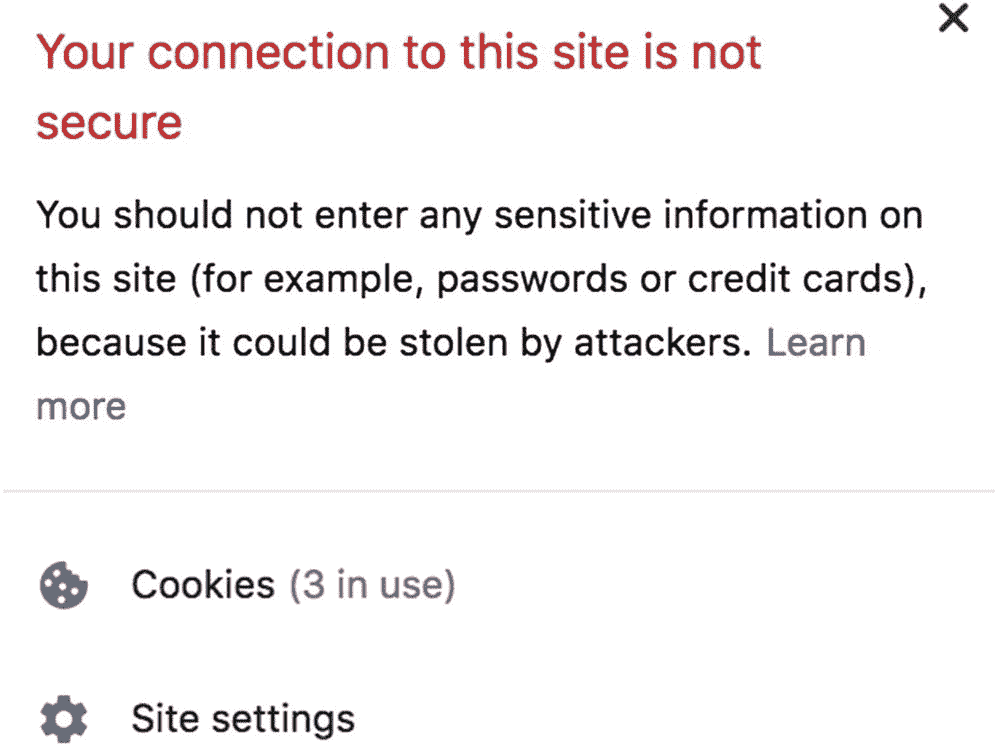 Your connection to this site is not
secure
You should not enter any sensitive information on
this site (for example, passwords or credit cards),
because it could be stolen by attackers. Learn
more
Cookies (3 in use)
Site settings